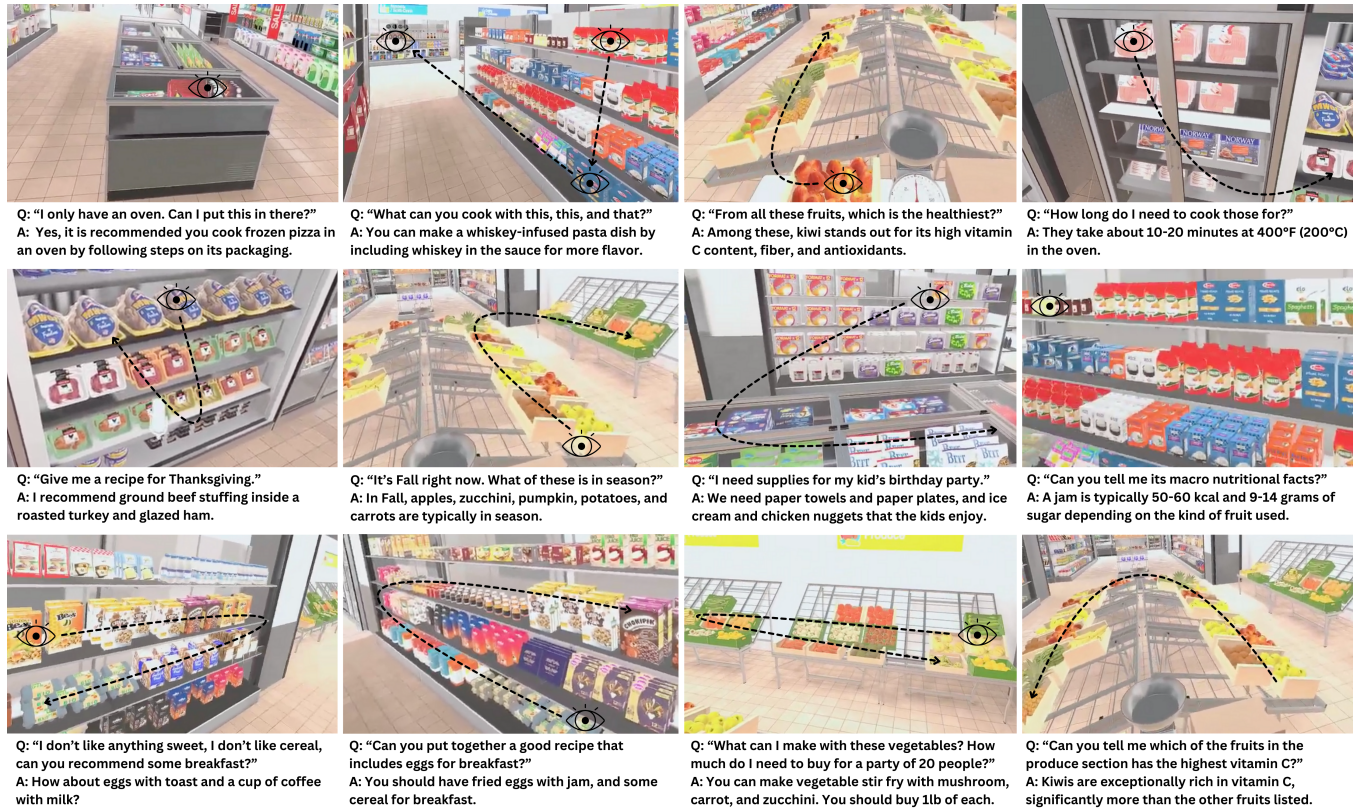 SALE
SALE
Q: “I only have an oven. Can I put this in there?”
A: Yes, it is recommended you cook frozen pizza in
an oven by following steps on its packaging.
Q: “What can you cook with this, this, and that?”
A: You can make a whiskey-infused pasta dish by
including whiskey in the sauce for more flavor.
Q: “From all these fruits, which is the healthiest?”
A: Among these, kiwi stands out for its high vitamin
C content, fiber, and antioxidants.
NORWAY
NORWAY
NORWAY
Q: “How long do I need to cook those for?”
A: They take about 10-20 minutes at 400°F (200°C)
in the oven.
Q: “Give me a recipe for Thanksgiving.”
A: I recommend ground beef stuffing inside a
roasted turkey and glazed ham.
Q: “It’s Fall right now. What of these is in season?”
A: In Fall, apples, zucchini, pumpkin, potatoes, and
carrots are typically in season.
Brrr
Brrr
Brrr
Q: “I need supplies for my kid’s birthday party.”
A: We need paper towels and paper plates, and ice
cream and chicken nuggets that the kids enjoy.
Spaghetti
Q: “Can you tell me its macro nutritional facts?”
A: A jam is typically 50-60 kcal and 9-14 grams of
sugar depending on the kind of fruit used.
Q: “I don’t like anything sweet, I don’t like cereal,
can you recommend some breakfast?”
A: How about eggs with toast and a cup of coffee
with milk?
CHOKIPIK
Q: “Can you put together a good recipe that
includes eggs for breakfast?”
A: You should have fried eggs with jam, and some
cereal for breakfast.
Produce
Q: “What can I make with these vegetables? How
much do I need to buy for a party of 20 people?”
A: You can make vegetable stir fry with mushroom,
carrot, and zucchini. You should buy 1lb of each.
Q: “Can you tell me which of the fruits in the
produce section has the highest vitamin C?”
A: Kiwis are exceptionally rich in vitamin C,
significantly more than the other fruits listed.